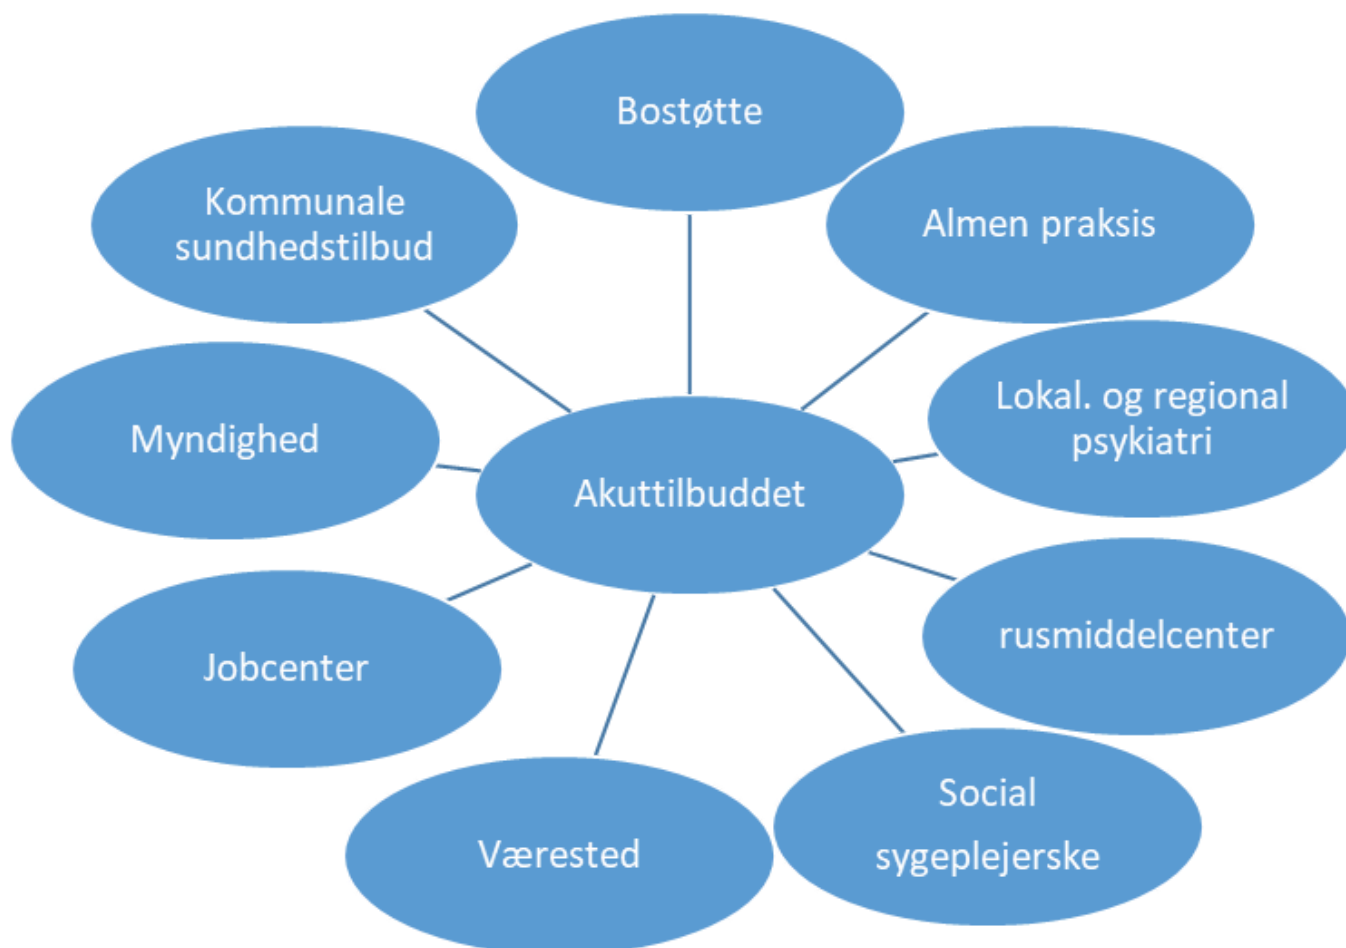 Bostøtte
Almen praksis
Lokal. og regional
psykiatri
rusmiddelcenter
Social
sygeplejerske
Værested
Jobcenter
Myndighed
Kommunale
sundhedstilbud
Akuttilbuddet